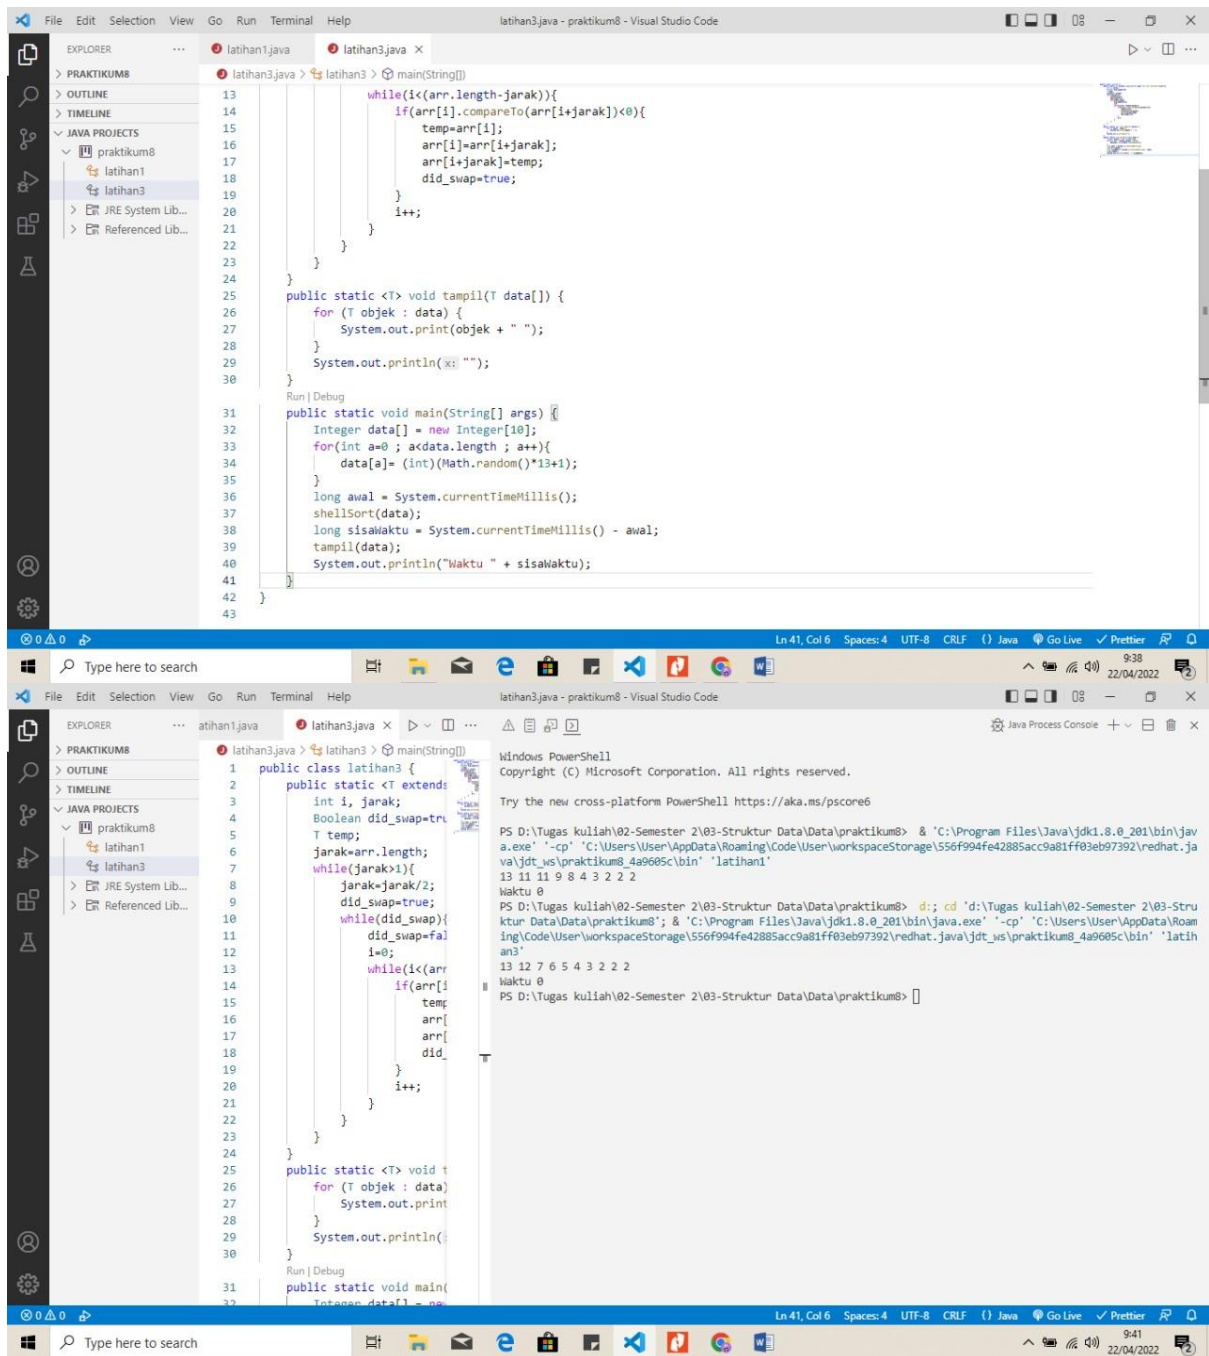 File Edit Selection View Go Run Terminal Help latihan3.java - praktikum8 - Visual Studio Code
EXPLORER ... latihan1.java latihan3.java ×
> PRAKTIKUM8 latihan3.java > latihan3 > main(String[])
> OUTLINE
> TIMELINE
JAVA PROJECTS
praktikum8
latihan1
latihan3
> JRE System Lib...
> Referenced Lib...
13 while(i<(arr.length-jarak)){
14 if(arr[i].compareTo(arr[i+jarak])<0){
15 temp=arr[i];
16 arr[i]=arr[i+jarak];
17 arr[i+jarak]=temp;
18 did_swap=true;
19 }
20 i++;
21 }
22 }
23 }
24 }
25 public static <T> void tampil(T data[]) {
26 for (T objek : data) {
27 System.out.print(objek + " ");
28 }
29 System.out.println(x: "");
30 }
Run | Debug
31 public static void main(String[] args) {
32 Integer data[] = new Integer[10];
33 for(int a=0 ; a<data.length ; a++){
34 data[a]= (int)(Math.random()*13+1);
35 }
36 long awal = System.currentTimeMillis();
37 shellSort(data);
38 long sisaWaktu = System.currentTimeMillis() - awal;
39 tampil(data);
40 System.out.println("Waktu " + sisaWaktu);
41 }
42 }
43
0 0 Ln 41, Col 6 Spaces: 4 UTF-8 CRLF {} Java Go Live Prettier
Type here to search 9:38
22/04/2022 2
File Edit Selection View Go Run Terminal Help latihan3.java - praktikum8 - Visual Studio Code
EXPLORER ... atihan1.java latihan3.java × ... Java Process Console
> PRAKTIKUM8 latihan3.java > latihan3 > main(String[])
> OUTLINE
> TIMELINE
JAVA PROJECTS
praktikum8
latihan1
latihan3
> JRE System Lib...
> Referenced Lib...
1 public class latihan3 {
2 public static <T extends
3 int i, jarak;
4 Boolean did_swap=tru
5 T temp;
6 jarak=arr.length;
7 while(jarak>1){
8 jarak=jarak/2;
9 did_swap=true;
10 while(did_swap){
11 did_swap=fal
12 i=0;
13 while(i<(arr
14 if(arr[i
15 temp
16 arr[
17 arr[
18 did_
19 }
20 i++;
21 }
22 }
23 }
24 }
25 public static <T> void t
26 for (T objek : data)
27 System.out.print
28 }
29 System.out.println(
30 }
Run | Debug
31 public static void main(
32 Integer data[] = new
Windows PowerShell
Copyright (C) Microsoft Corporation. All rights reserved.
Try the new cross-platform PowerShell https://aka.ms/pscore6
PS D:\Tugas kuliah\02-Semester 2\03-Struktur Data\Data\praktikum8> & 'C:\Program Files\Java\jdk1.8.0_201\bin\jav
a.exe' '-cp' 'C:\Users\User\AppData\Roaming\Code\User\workspaceStorage\556f994fe42885acc9a81ff03eb97392\redhat.ja
va\jdt_ws\praktikum8_4a9605c\bin' 'latihan1'
13 11 11 9 8 4 3 2 2 2
Waktu 0
PS D:\Tugas kuliah\02-Semester 2\03-Struktur Data\Data\praktikum8> d:; cd 'd:\Tugas kuliah\02-Semester 2\03-Stru
ktur Data\Data\praktikum8'; & 'C:\Program Files\Java\jdk1.8.0_201\bin\java.exe' '-cp' 'C:\Users\User\AppData\Roam
ing\Code\User\workspaceStorage\556f994fe42885acc9a81ff03eb97392\redhat.java\jdt_ws\praktikum8_4a9605c\bin' 'latih
an3'
13 12 7 6 5 4 3 2 2 2
Waktu 0
PS D:\Tugas kuliah\02-Semester 2\03-Struktur Data\Data\praktikum8>
0 0 Ln 41, Col 6 Spaces: 4 UTF-8 CRLF {} Java Go Live Prettier
Type here to search 9:41
22/04/2022 2